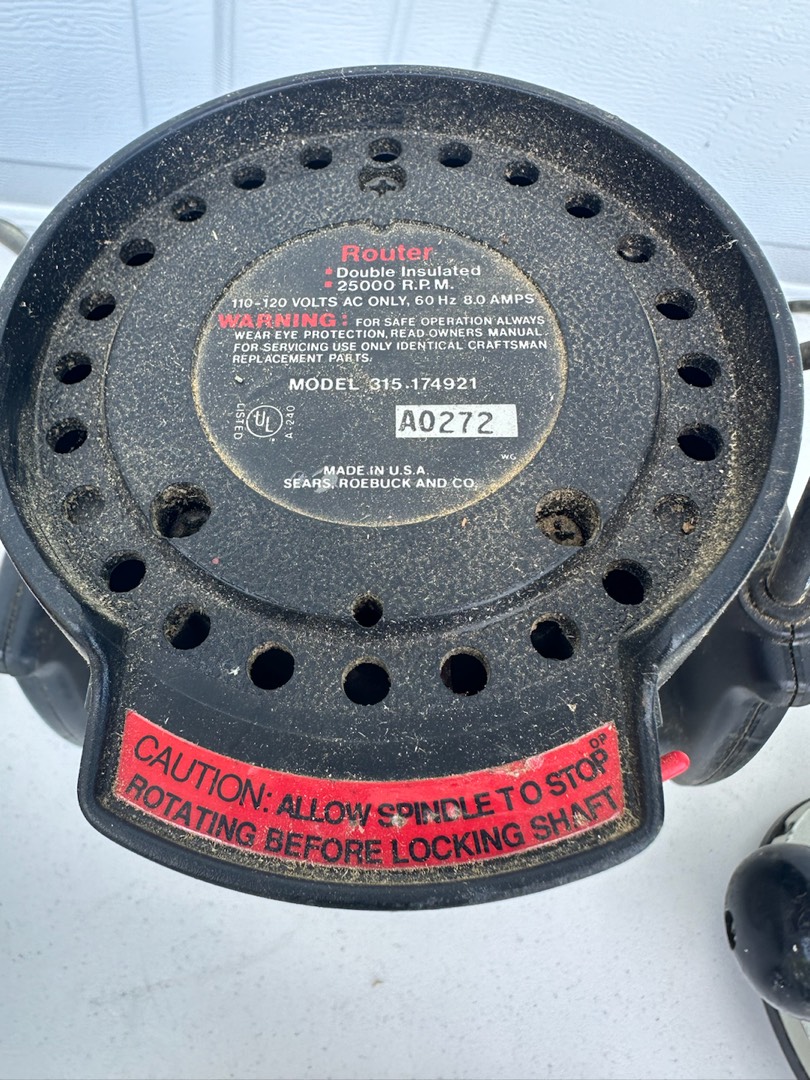 Router
Double Insulated
25000 R.P.M.
110-120 VOLTS AC ONLY, 60 Hz 8.0 AMPS
WARNING: FOR SAFE OPERATION ALWAYS
WEAR EYE PROTECTION, READ OWNERS MANUAL.
FOR SERVICING USE ONLY IDENTICAL CRAFTSMAN
REPLACEMENT PARTS.
MODEL 315.174921
LISTED UL A-240
A0272
WG
MADE IN U.S.A.
SEARS, ROEBUCK AND CO.
CAUTION: ALLOW SPINDLE TO STOP
OP
ROTATING BEFORE LOCKING SHAFT